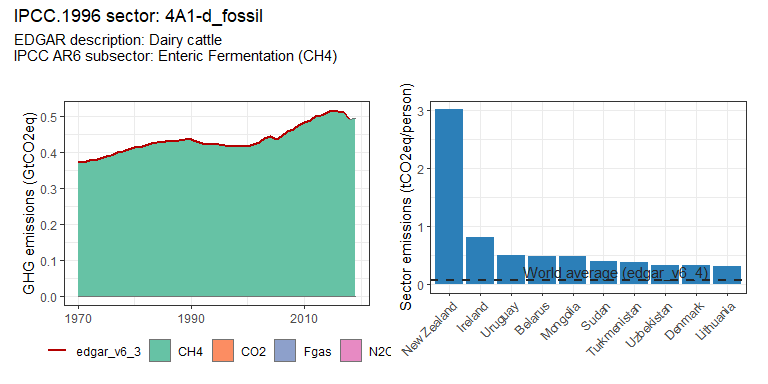 IPCC.1996 sector: 4A1-d_fossil
EDGAR description: Dairy cattle
IPCC AR6 subsector: Enteric Fermentation (CH4)
GHG emissions (GtCO2eq)
0.5
0.4
0.3
0.2
0.1
0.0
1970
1990
2010
edgar_v6_3
CH4
CO2
Fgas
N2O
Sector emissions (tCO2eq/person)
3
2
1
0
World average (edgar_v6_4)
New Zealand
Ireland
Uruguay
Belarus
Mongolia
Sudan
Turkmenistan
Uzbekistan
Denmark
Lithuania